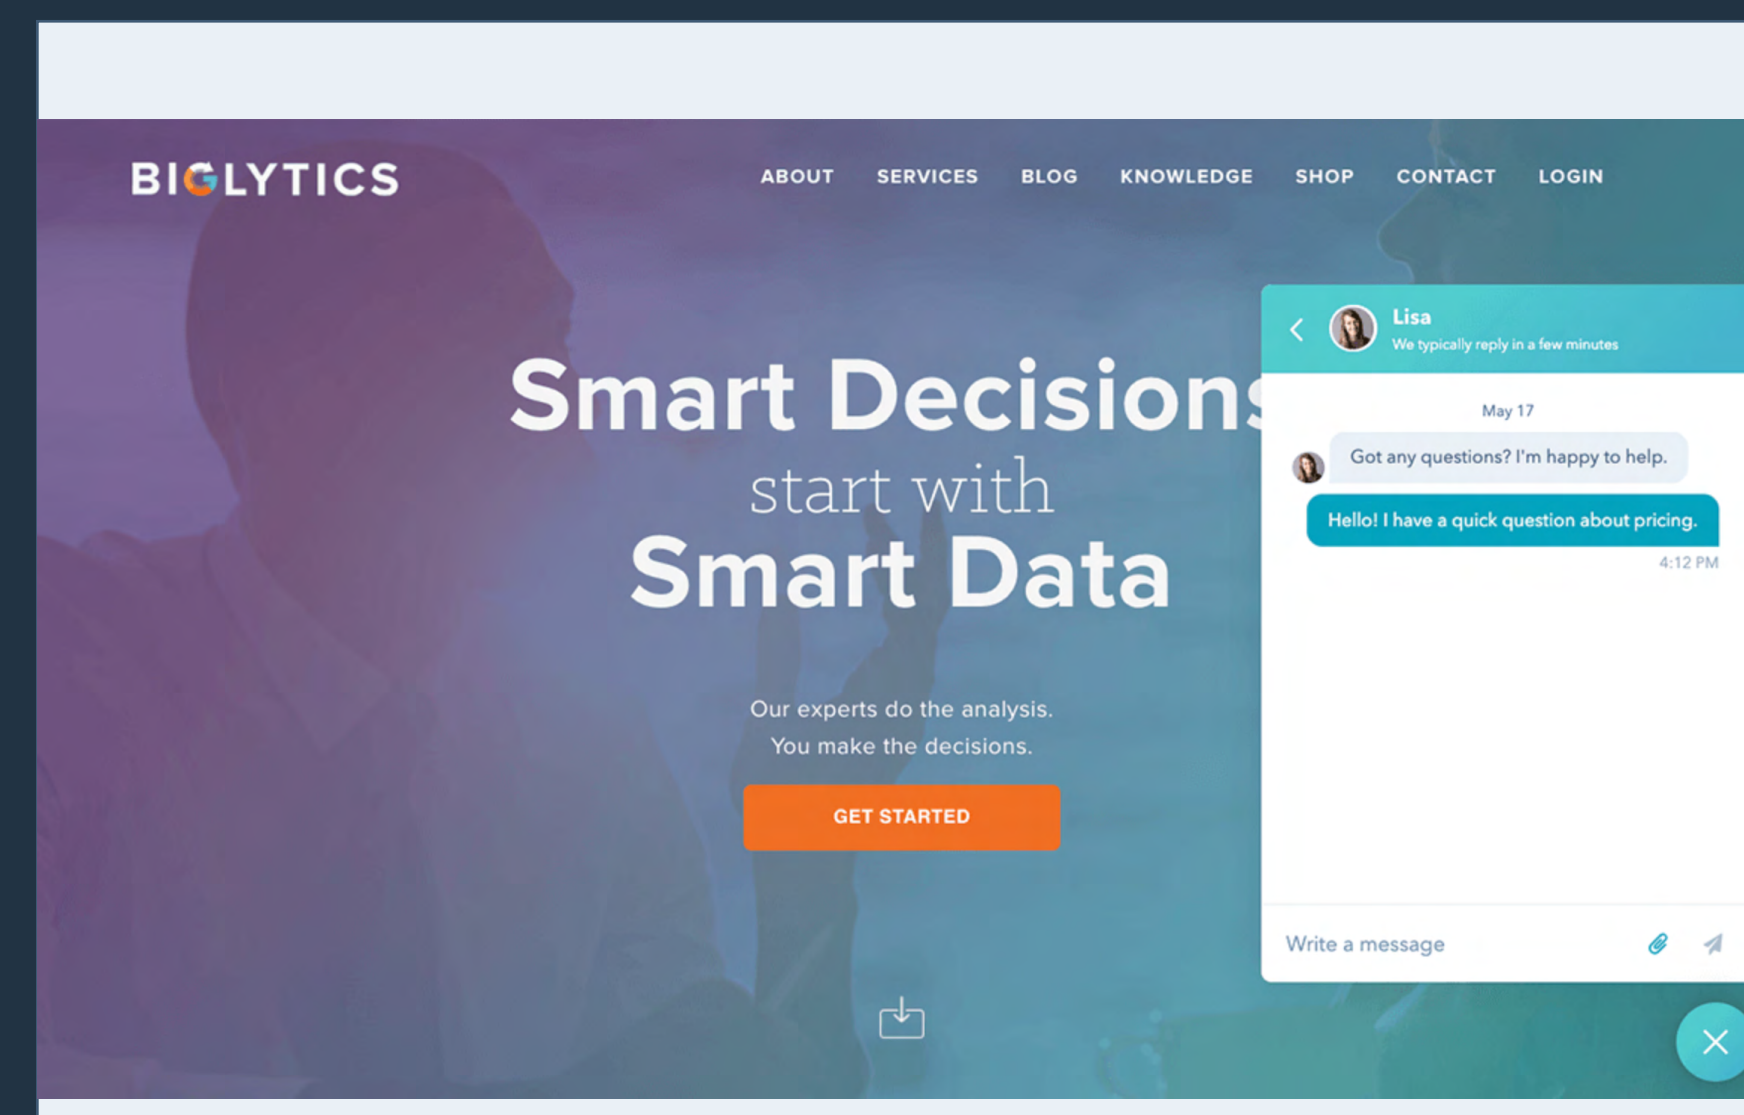 BIGLYTICS
ABOUT SERVICES BLOG KNOWLEDGE SHOP CONTACT LOGIN
Smart Decisions
start with
Smart Data
Our experts do the analysis.
You make the decisions.
GET STARTED
Lisa
We typically reply in a few minutes
May 17
Got any questions? I'm happy to help.
Hello! I have a quick question about pricing.
4:12 PM
Write a message